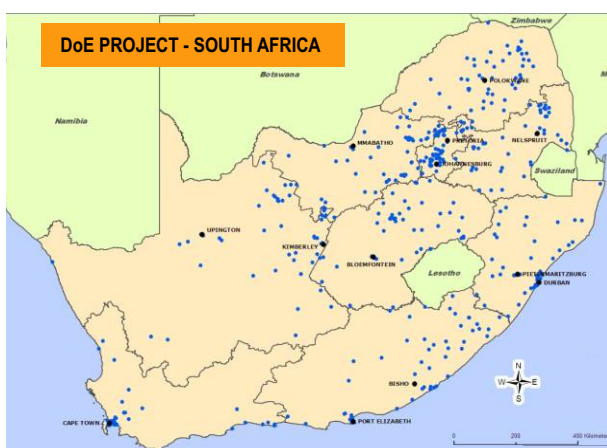 DoE PROJECT - SOUTH AFRICA
Zimbabwe
Botswana
Namibia
M
POLOKWANE
MMABATHO
PRETORIA
NELSPRUIT
JOHANNESBURG
Swaziland
UPINGTON
KIMBERLEY
BLOEMFONTEIN
Lesotho
PIETERMARITZBURG
DURBAN
BISHO
CAPE TOWN
PORT ELIZABETH
N
W E
S
0 200 400 Kilomete